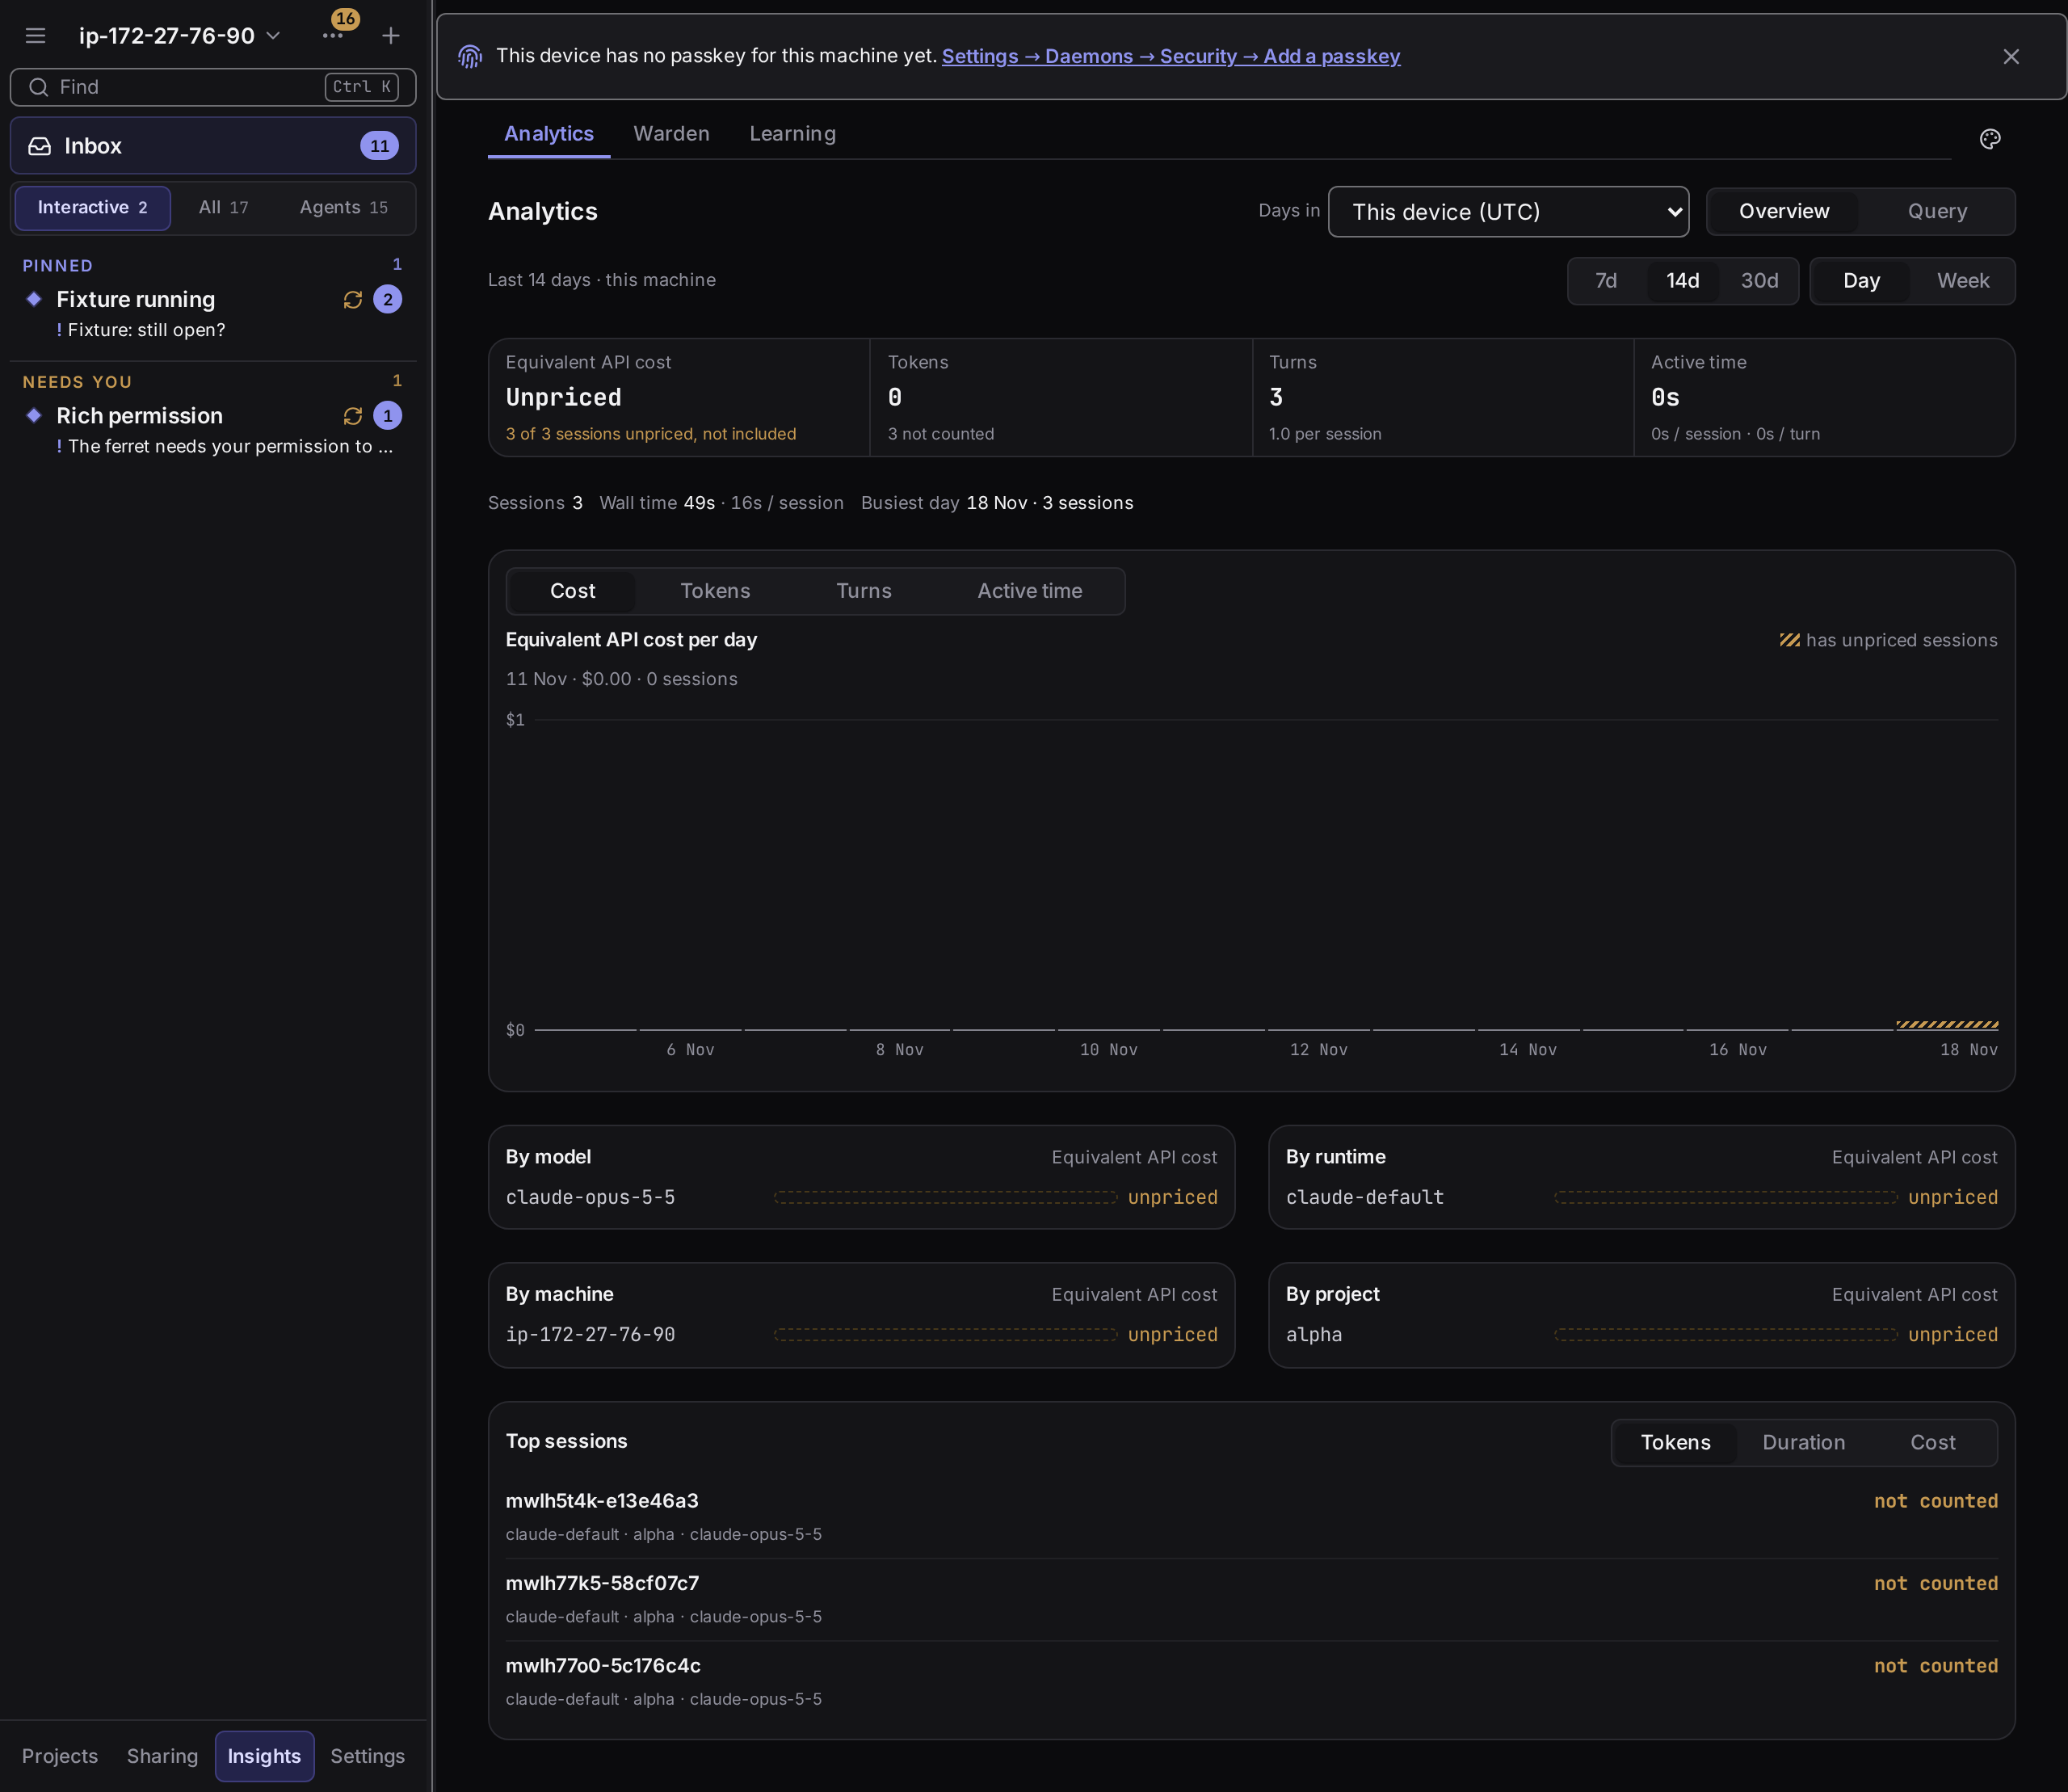 ip-172-27-76-90
16
Find
Ctrl K
Inbox
11
Interactive 2
All 17
Agents 15
PINNED
1
Fixture running
2
! Fixture: still open?
NEEDS YOU
1
Rich permission
1
! The ferret needs your permission to ...
Projects
Sharing
Insights
Settings
This device has no passkey for this machine yet. Settings → Daemons → Security → Add a passkey
Analytics
Warden
Learning
Analytics
Days in
This device (UTC)
Overview
Query
Last 14 days · this machine
7d
14d
30d
Day
Week
Equivalent API cost
Unpriced
3 of 3 sessions unpriced, not included
Tokens
0
3 not counted
Turns
3
1.0 per session
Active time
0s
0s / session · 0s / turn
Sessions 3 Wall time 49s · 16s / session Busiest day 18 Nov · 3 sessions
Cost
Tokens
Turns
Active time
Equivalent API cost per day
has unpriced sessions
11 Nov · $0.00 · 0 sessions
$1
$0
6 Nov
8 Nov
10 Nov
12 Nov
14 Nov
16 Nov
18 Nov
By model
Equivalent API cost
claude-opus-5-5
unpriced
By runtime
Equivalent API cost
claude-default
unpriced
By machine
Equivalent API cost
ip-172-27-76-90
unpriced
By project
Equivalent API cost
alpha
unpriced
Top sessions
Tokens
Duration
Cost
mwlh5t4k-e13e46a3
not counted
claude-default · alpha · claude-opus-5-5
mwlh77k5-58cf07c7
not counted
claude-default · alpha · claude-opus-5-5
mwlh77o0-5c176c4c
not counted
claude-default · alpha · claude-opus-5-5